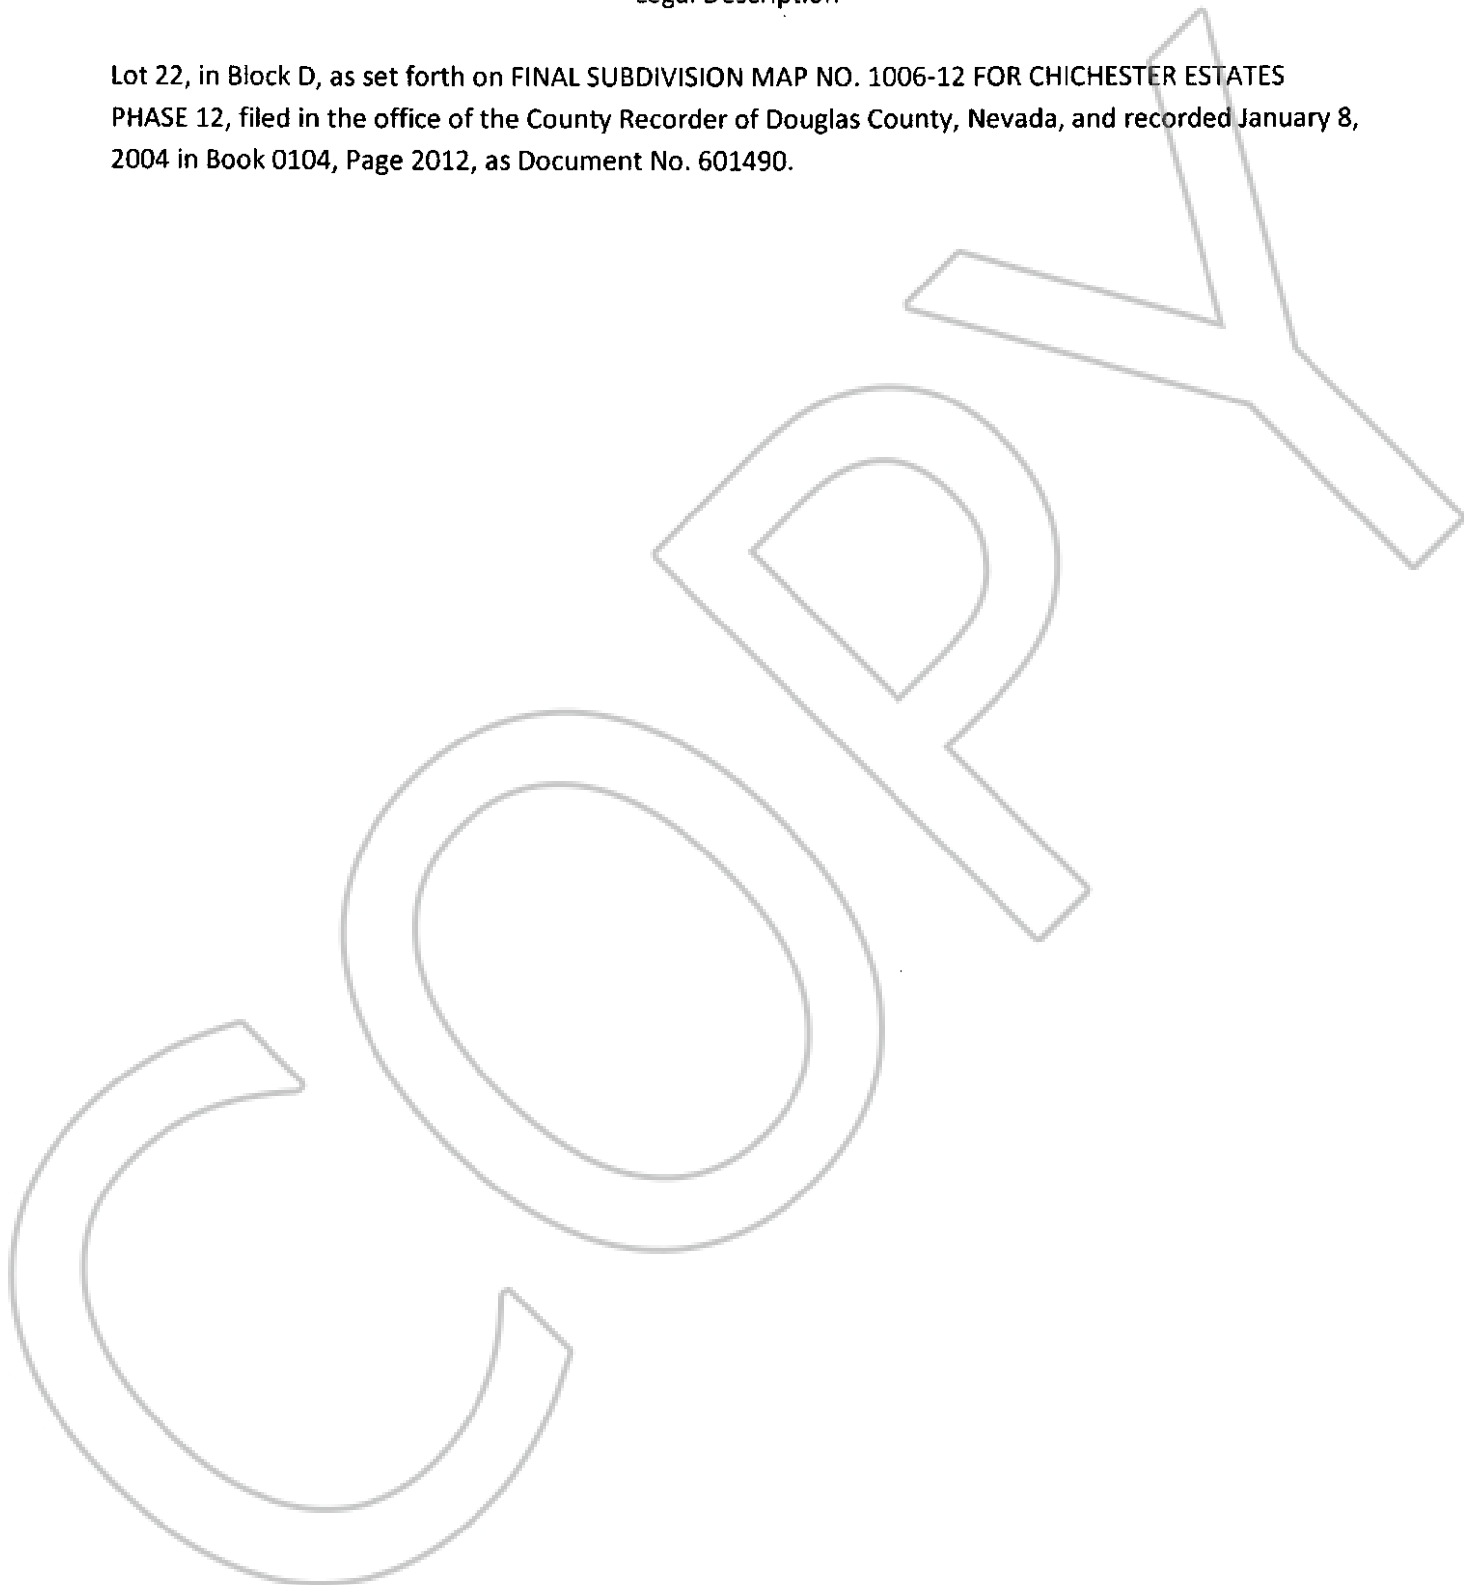 Legal Description
Lot 22, in Block D, as set forth on FINAL SUBDIVISION MAP NO. 1006-12 FOR CHICHESTER ESTATES
PHASE 12, filed in the office of the County Recorder of Douglas County, Nevada, and recorded January 8,
2004 in Book 0104, Page 2012, as Document No. 601490.
COPY